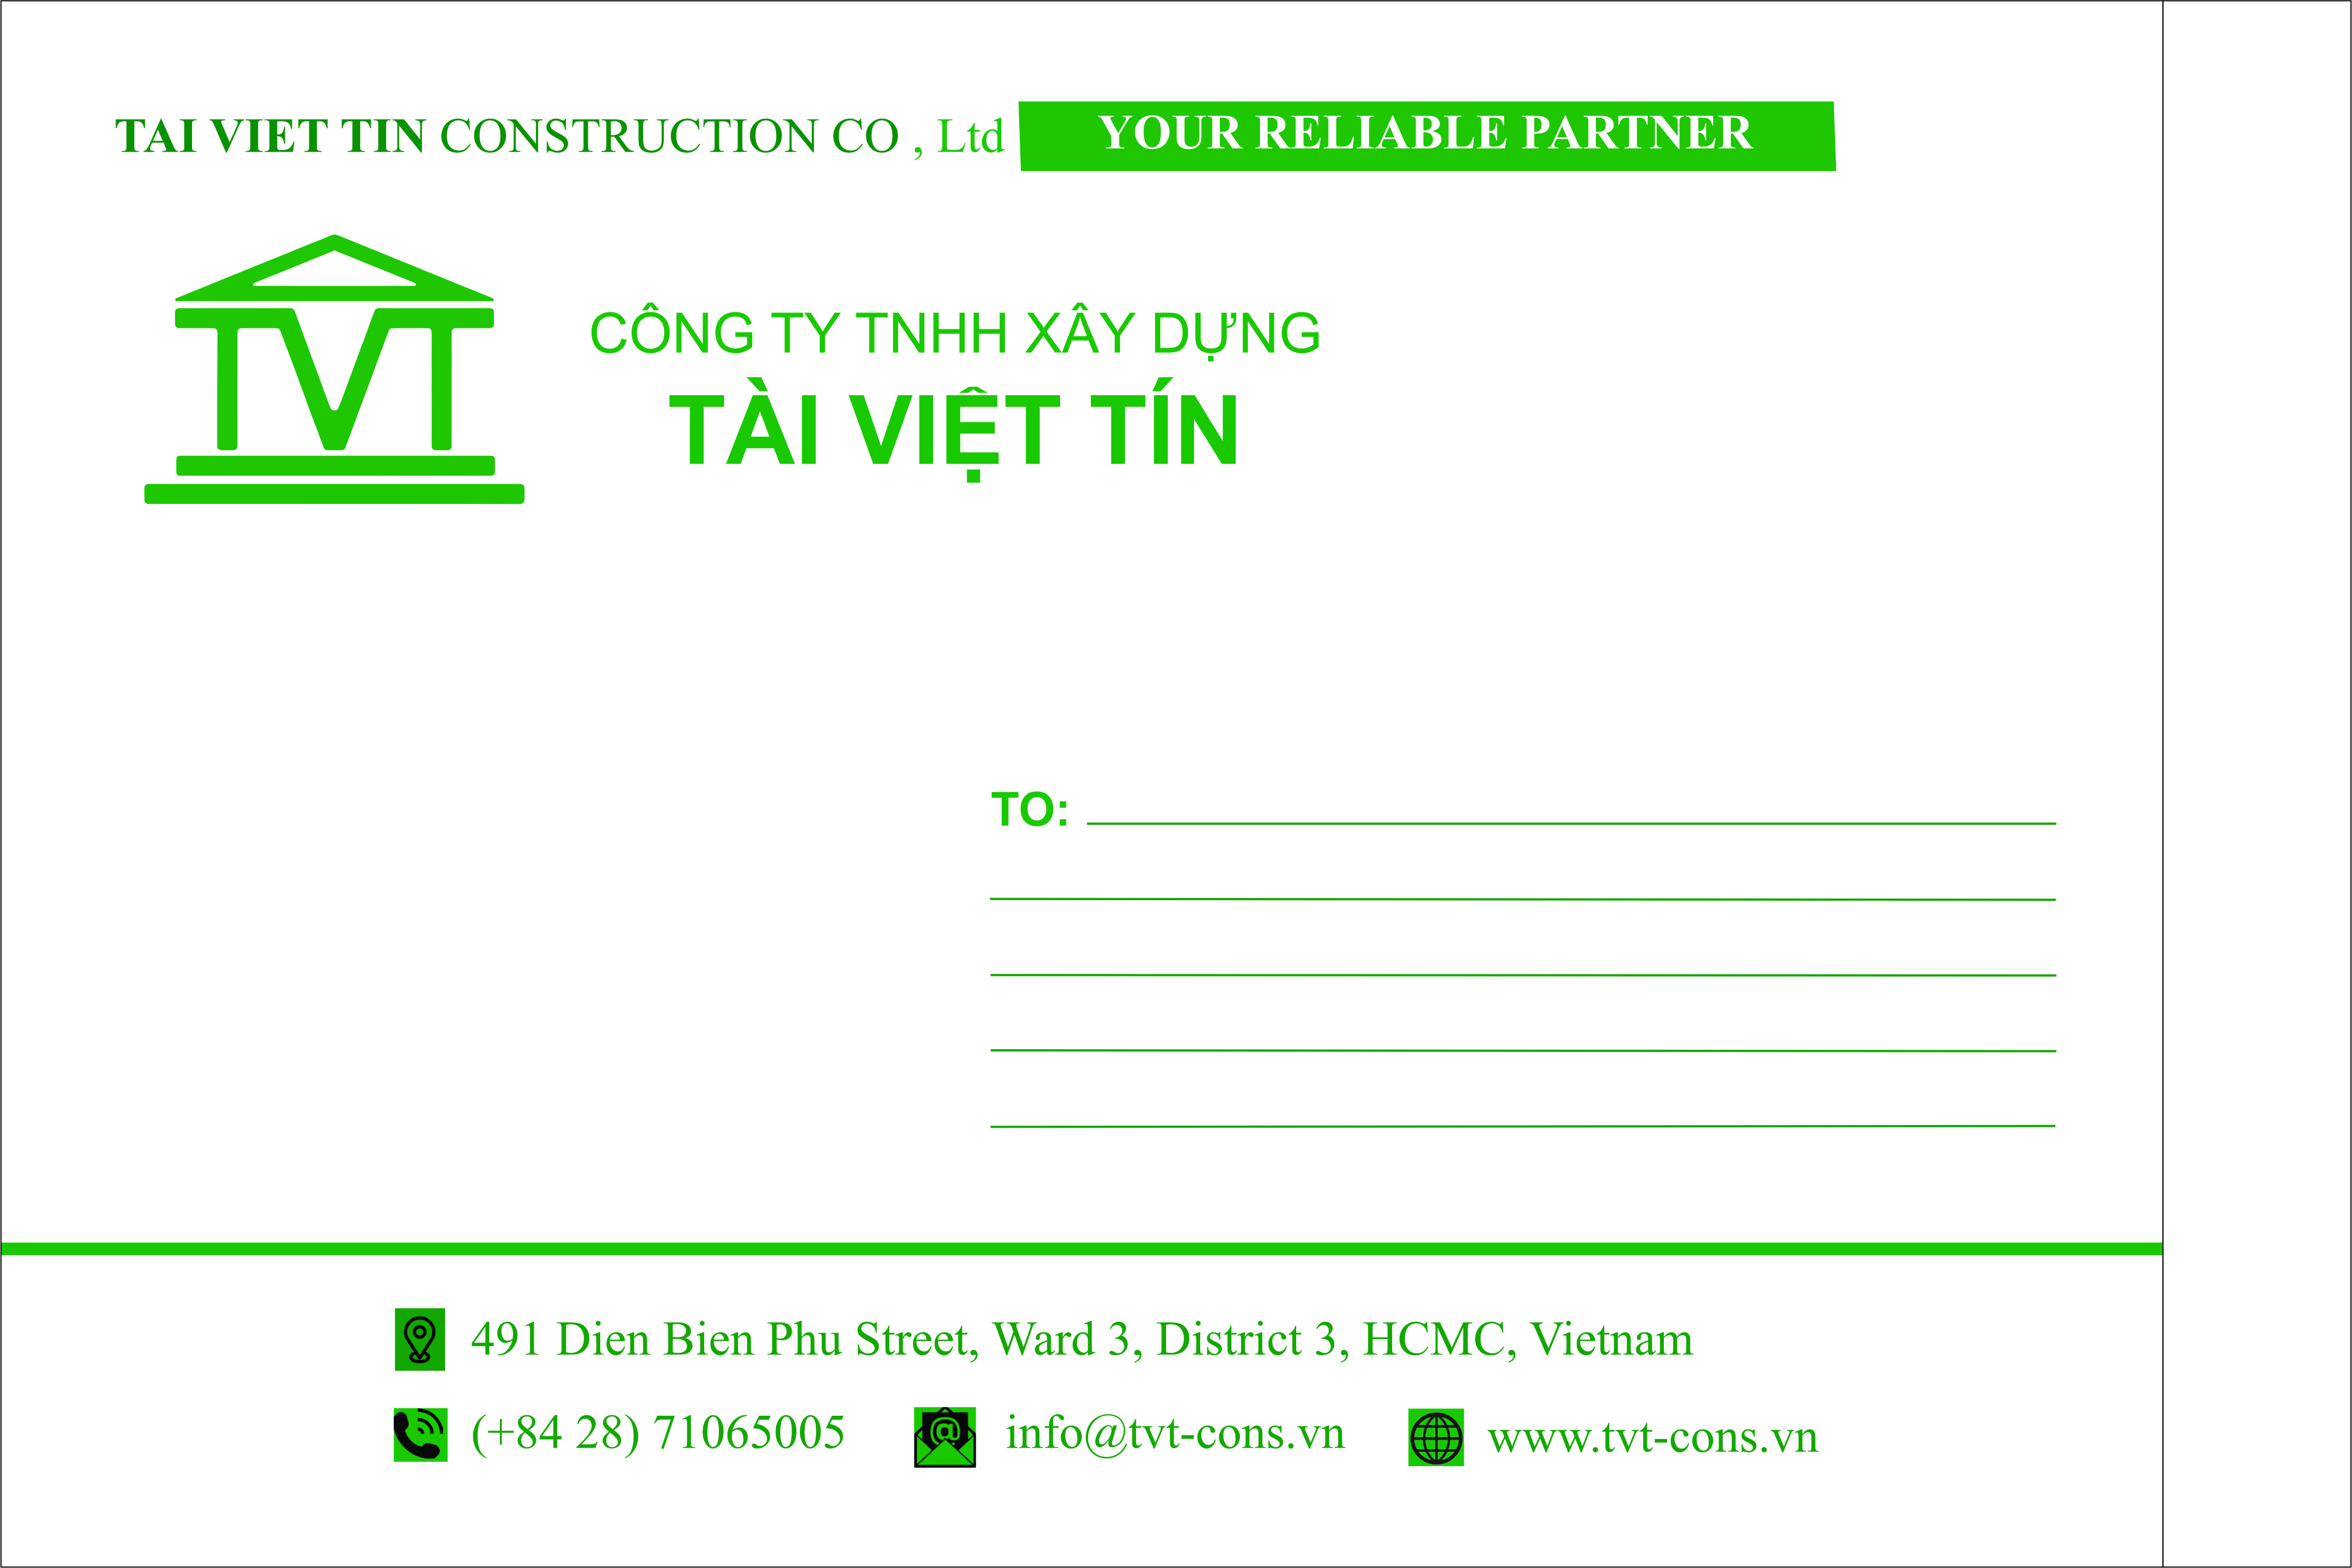 TAI VIET TIN CONSTRUCTION CO , Ltd YOUR RELIABLE PARTNER
TVT
CÔNG TY TNHH XÂY DỰNG
TÀI VIỆT TÍN
TO:
491 Dien Bien Phu Street, Ward 3, District 3, HCMC, Vietnam
(+84 28) 71065005 info@tvt-cons.vn www.tvt-cons.vn